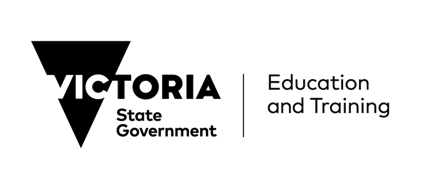 VICTORIA
State
Government
Education
and Training